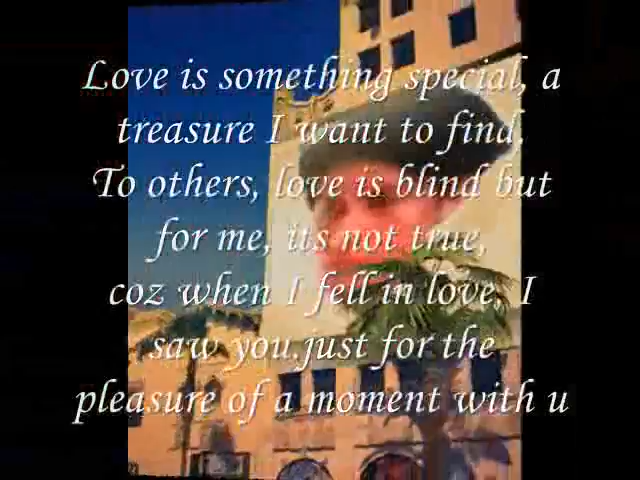 Love is something special, a
treasure I want to find.
To others, love is blind but
for me, its not true,
coz when I fell in love, I
saw you.just for the
pleasure of a moment with u